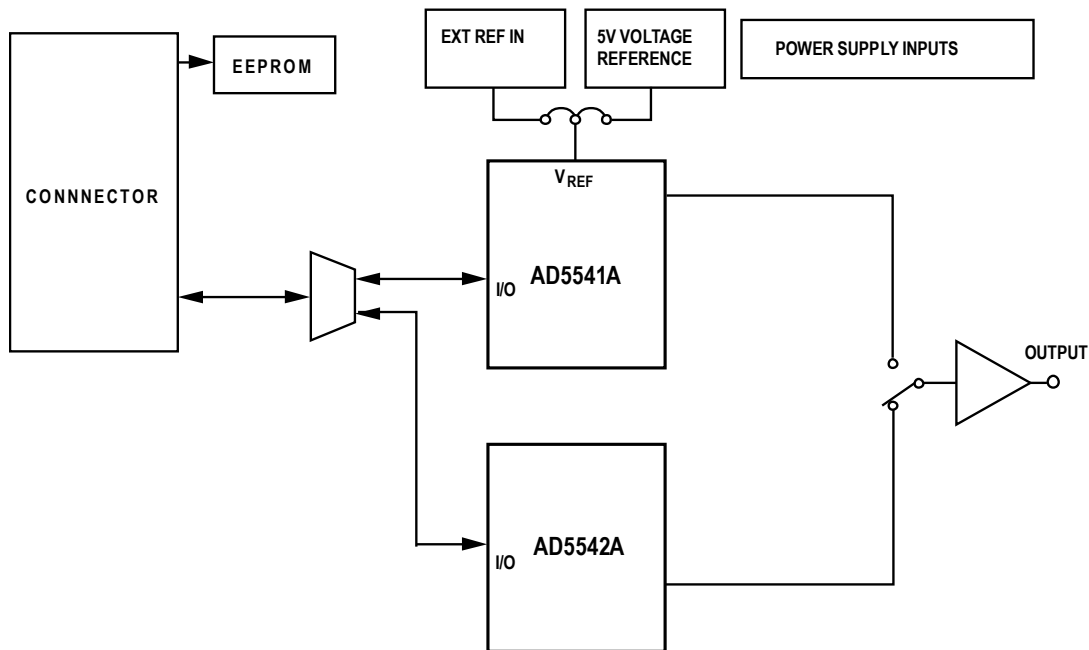 EXT REF IN
5V VOLTAGE
REFERENCE
POWER SUPPLY INPUTS
EEPROM
CONNNECTOR
VREF
AD5541A
I/O
OUTPUT
AD5542A
I/O